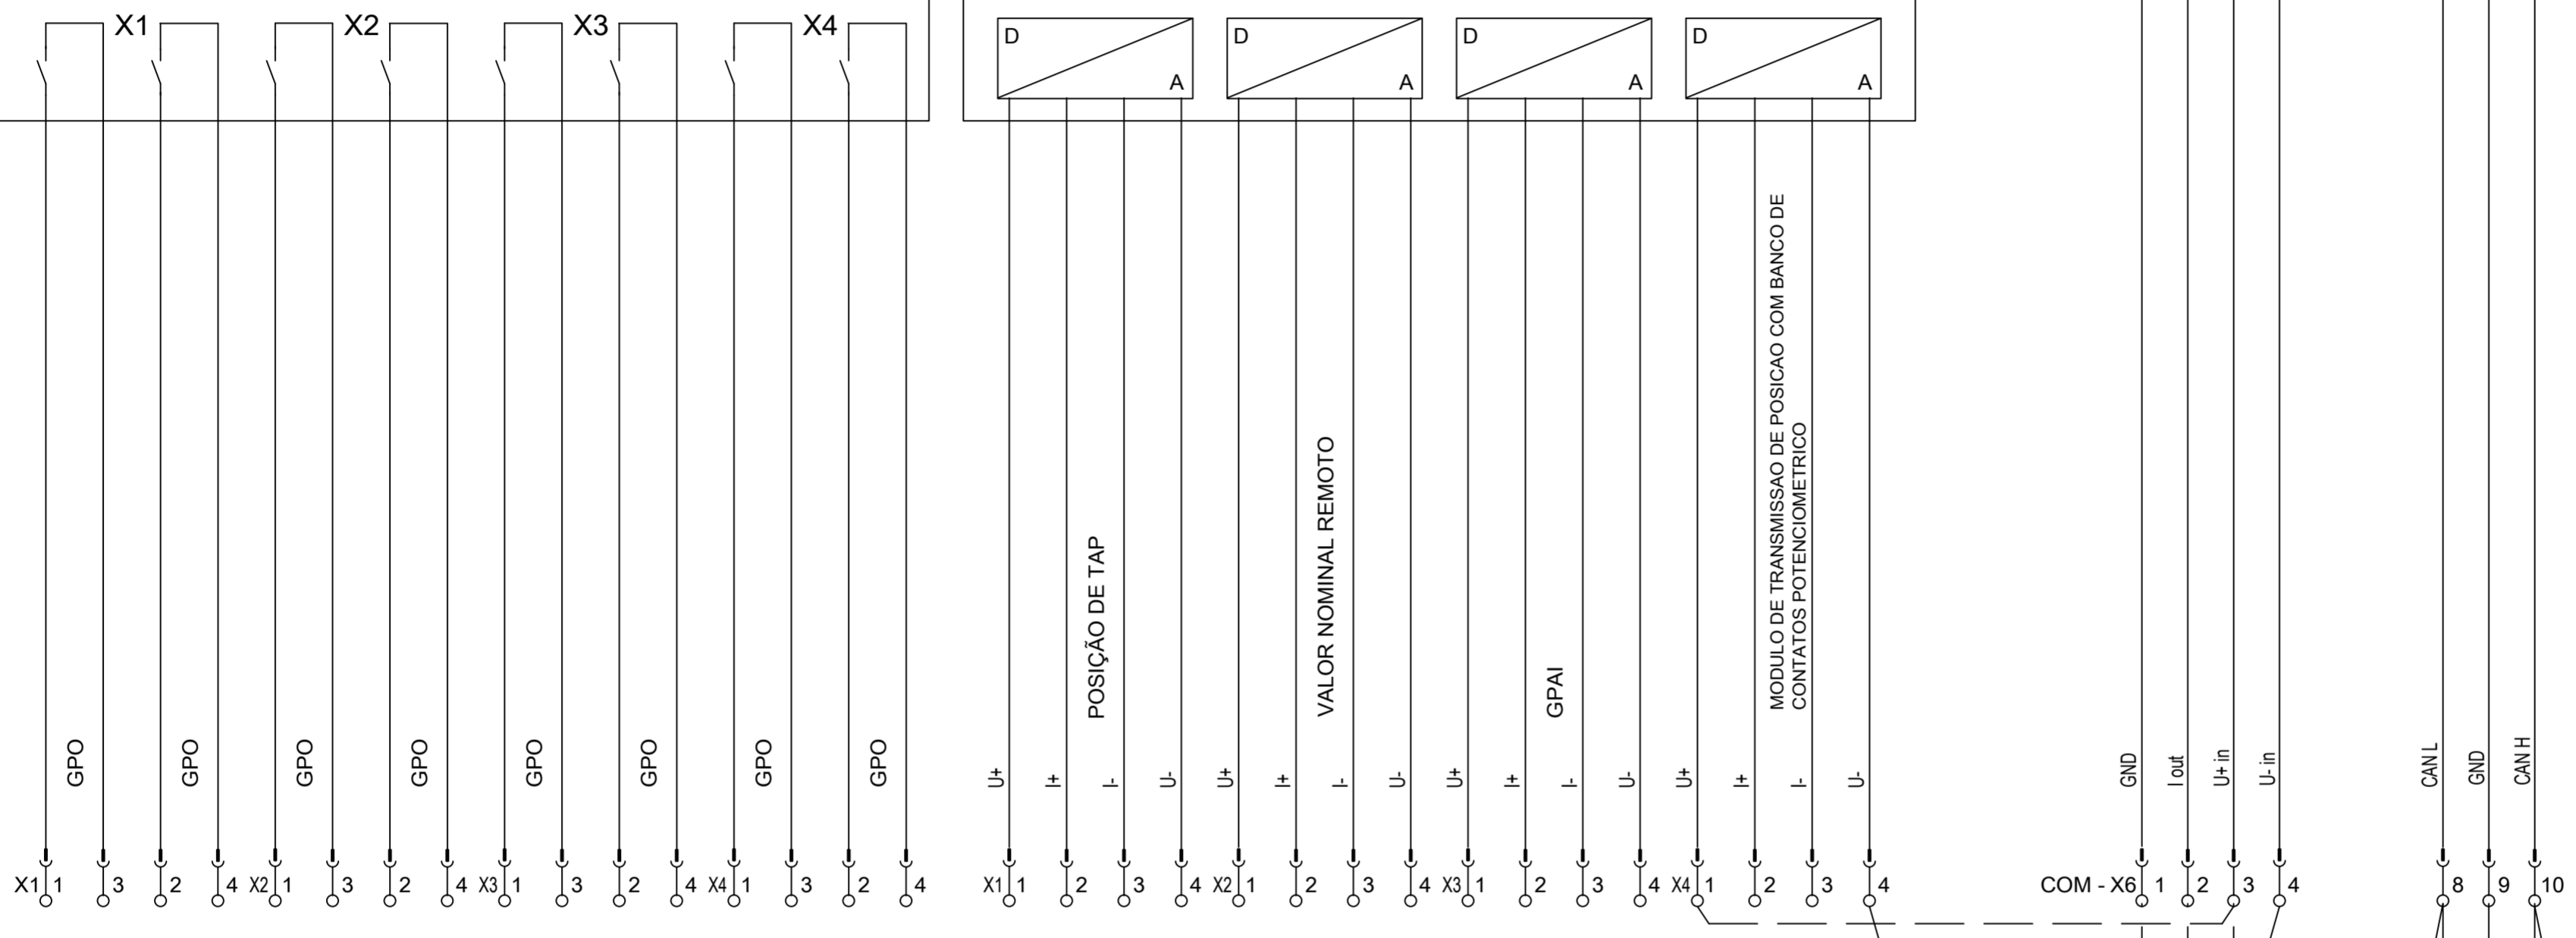 X1 X2 X3 X4
D A D A D A D A
MODULO DE TRANSMISSAO DE POSICAO COM BANCO DE
CONTATOS POTENCIOMETRICO
VALOR NOMINAL REMOTO
POSIÇÃO DE TAP
GPAI
GPO GPO GPO GPO GPO GPO GPO GPO
U+ I+ I- U- U+ I+ I- U- U+ I+ I- U- U+ I+ I- U-
GND I out U+ in U- in
CAN L GND CAN H
X1 1 3 2 4 X2 1 3 2 4 X3 1 3 2 4 X4 1 3 2 4
X1 1 2 3 4 X2 1 2 3 4 X3 1 2 3 4 X4 1 2 3 4
COM - X6 1 2 3 4
8 9 10